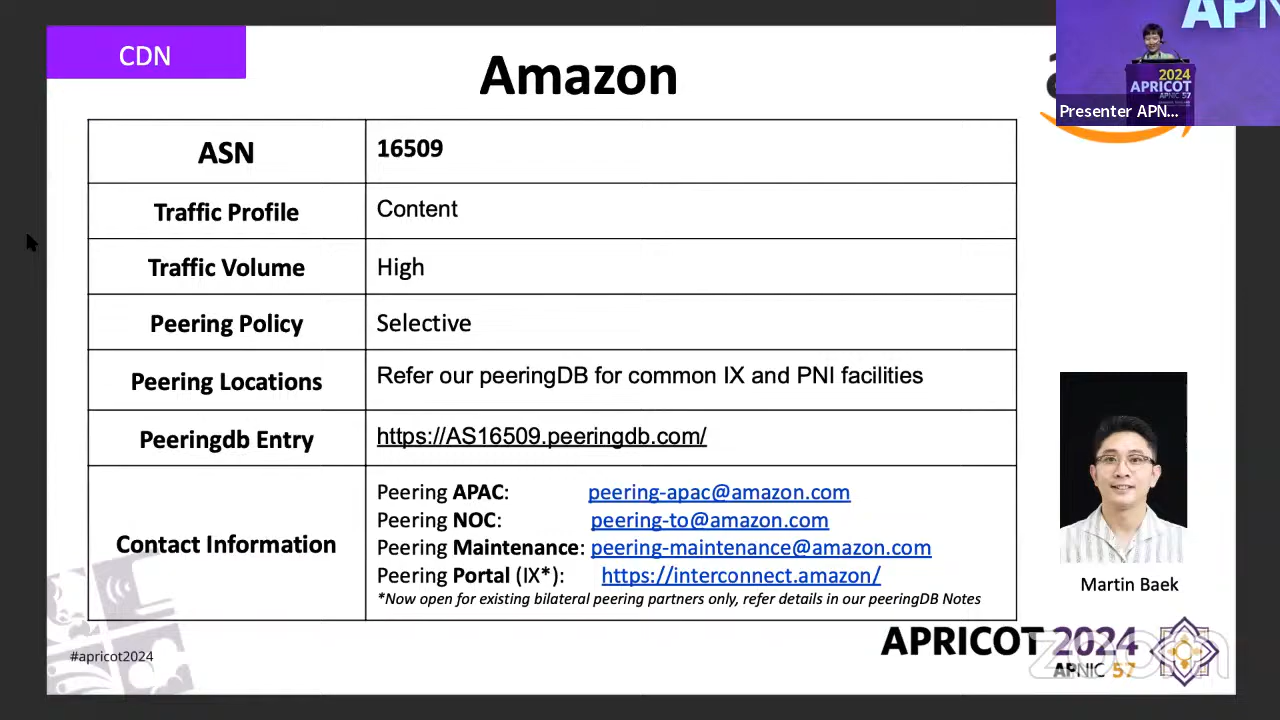 CDN
Amazon
ASN
16509
Traffic Profile
Content
Traffic Volume
High
Peering Policy
Selective
Peering Locations
Refer our peeringDB for common IX and PNI facilities
Peeringdb Entry
https://AS16509.peeringdb.com/
Contact Information
Peering APAC: peering-apac@amazon.com
Peering NOC: peering-to@amazon.com
Peering Maintenance: peering-maintenance@amazon.com
Peering Portal (IX*): https://interconnect.amazon/
*Now open for existing bilateral peering partners only, refer details in our peeringDB Notes
APN
2024
APRICOT
APNIC 57
Presenter APN...
Martin Baek
#apricot2024
APRICOT 2024
APNIC 57
zoom